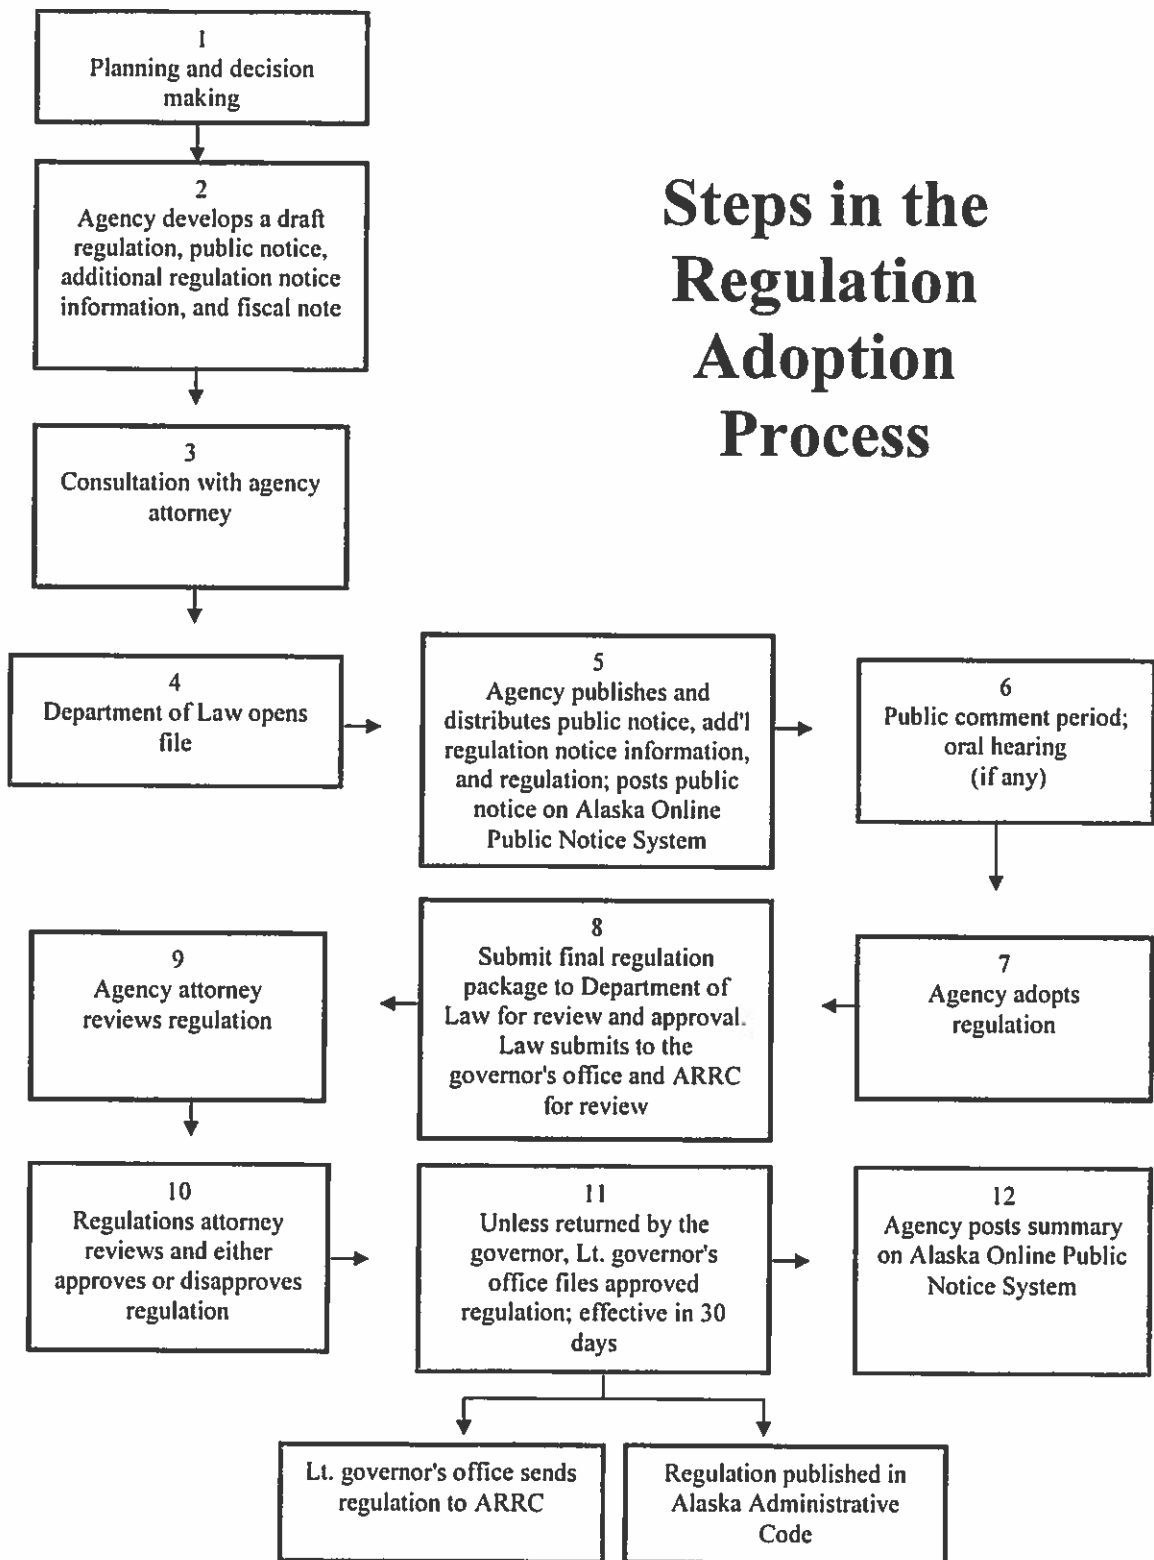 Steps in the
Regulation
Adoption
Process
1
Planning and decision
making
2
Agency develops a draft
regulation, public notice,
additional regulation notice
information, and fiscal note
3
Consultation with agency
attorney
4
Department of Law opens
file
5
Agency publishes and
distributes public notice, add'l
regulation notice information,
and regulation; posts public
notice on Alaska Online
Public Notice System
6
Public comment period;
oral hearing
(if any)
7
Agency adopts
regulation
8
Submit final regulation
package to Department of
Law for review and approval.
Law submits to the
governor's office and ARRC
for review
9
Agency attorney
reviews regulation
10
Regulations attorney
reviews and either
approves or disapproves
regulation
11
Unless returned by the
governor, Lt. governor's
office files approved
regulation; effective in 30
days
12
Agency posts summary
on Alaska Online Public
Notice System
Lt. governor's office sends
regulation to ARRC
Regulation published in
Alaska Administrative
Code